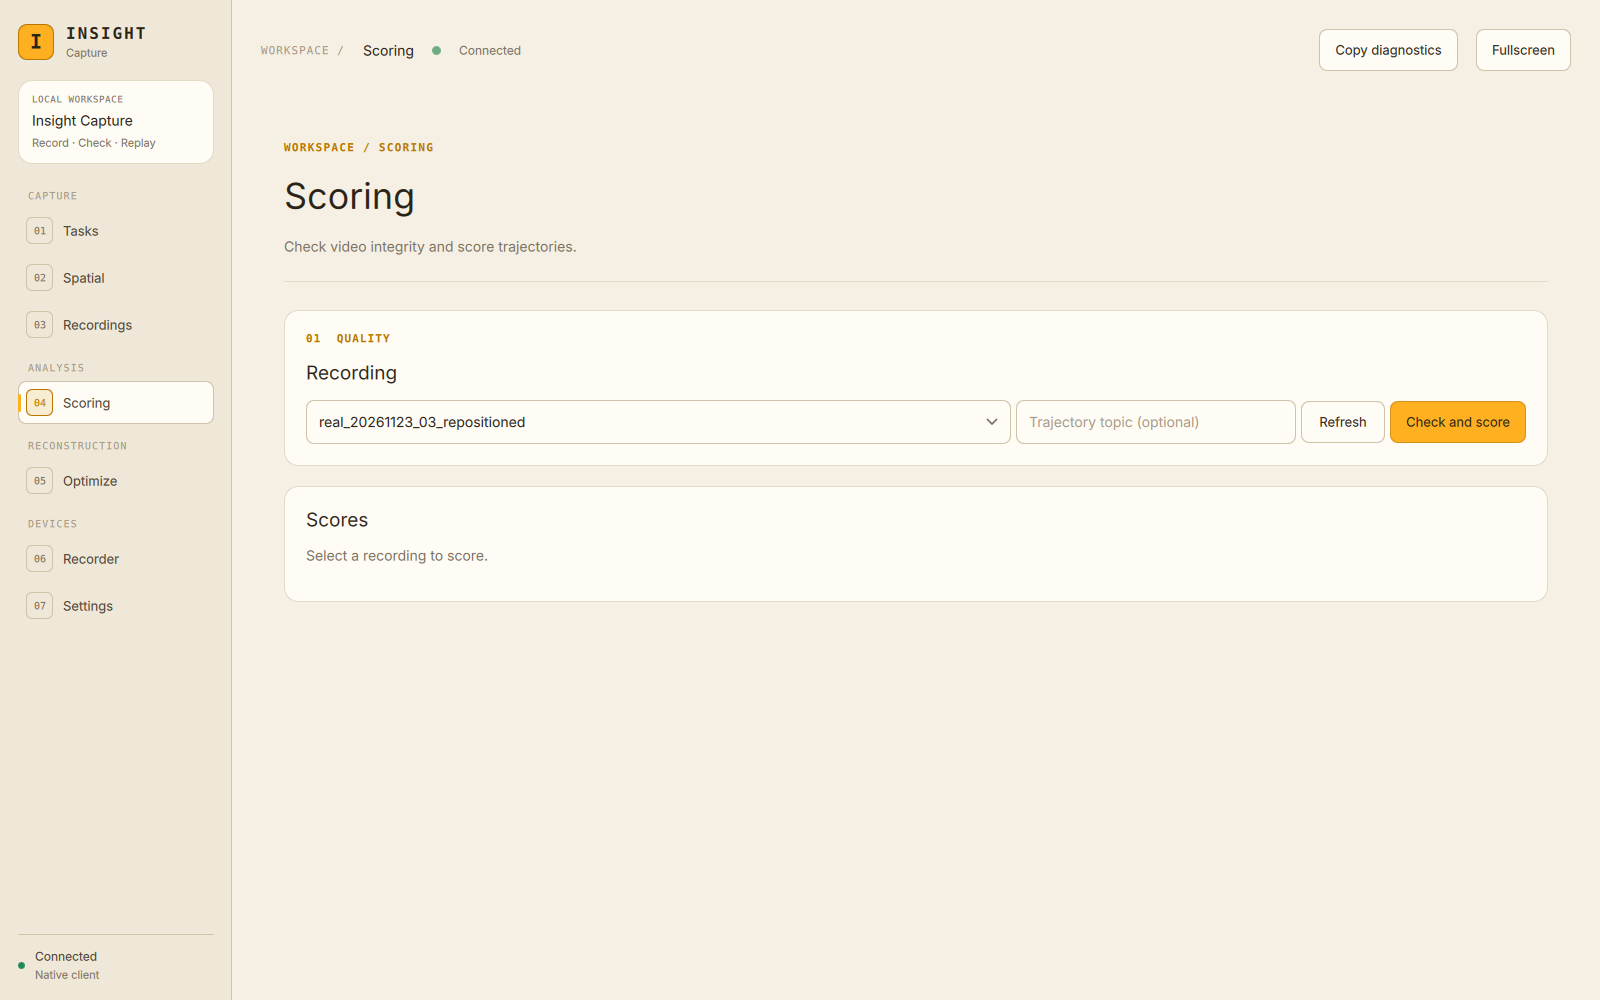 I
INSIGHT
Capture
LOCAL WORKSPACE
Insight Capture
Record · Check · Replay
CAPTURE
01 Tasks
02 Spatial
03 Recordings
ANALYSIS
04 Scoring
RECONSTRUCTION
05 Optimize
DEVICES
06 Recorder
07 Settings
Connected
Native client
WORKSPACE / Scoring Connected
Copy diagnostics Fullscreen
WORKSPACE / SCORING
Scoring
Check video integrity and score trajectories.
01 QUALITY
Recording
real_20261123_03_repositioned Trajectory topic (optional) Refresh Check and score
Scores
Select a recording to score.